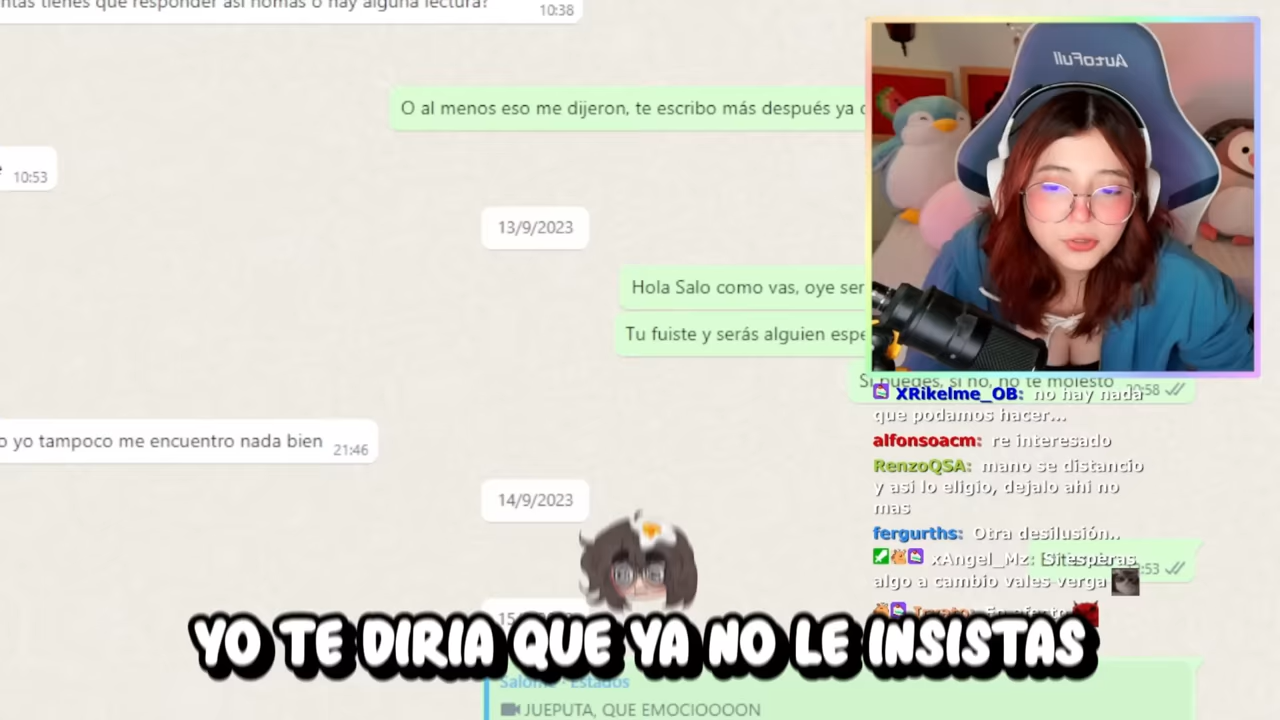 ntas tienes que responder así nomás o hay alguna lectura?
10:38
O al menos eso me dijeron, te escribo más después ya
10:53
13/9/2023
Hola Salo como vas, oye ser
Tu fuiste y serás alguien espe
Si puedes, si no, no te molesto
o yo tampoco me encuentro nada bien 21:46
14/9/2023
AutoFull
XRikelme_OB: no hay nada
que podamos hacer...
alfonsoacm: re interesado
RenzoQSA: mano se distancio
y asi lo eligio, dejalo ahi no
mas
fergurths: Otra desilusión..
xAngel_Mz: Si esperas
algo a cambio vales verga
:53
YO TE DIRIA QUE YA NO LE INSISTAS
Salomé · Estados
JUEPUTA, QUE EMOCIOOOON